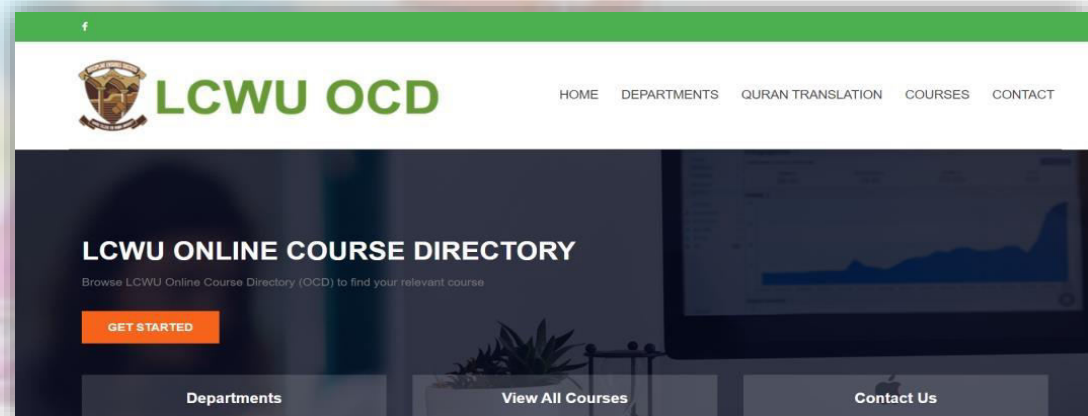 f
LCWU OCD
HOME DEPARTMENTS QURAN TRANSLATION COURSES CONTACT
LCWU ONLINE COURSE DIRECTORY
Browse LCWU Online Course Directory (OCD) to find your relevant course
GET STARTED
Departments View All Courses Contact Us